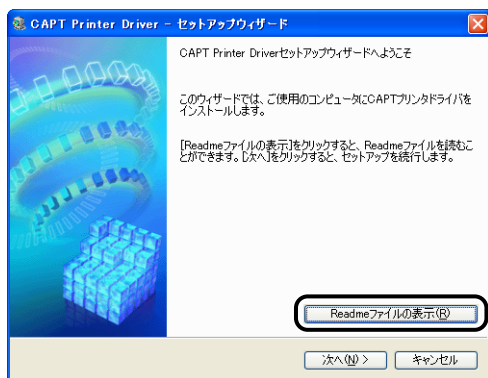 CAPT Printer Driver - セットアップウィザード
CAPT Printer Driverセットアップウィザードへようこそ
このウィザードでは、ご使用のコンピュータにCAPTプリンタドライバを
インストールします。
[Readmeファイルの表示]をクリックすると、Readmeファイルを読むこ
とができます。[次へ]をクリックすると、セットアップを続行します。
Readmeファイルの表示(R)
次へ(N) >
キャンセル